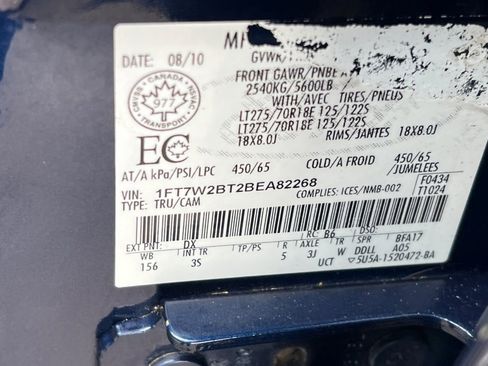 DATE: 08/10
GVWR/
FRONT GAWR/PNBE
2540KG/5600LB
WITH/AVEC TIRES/PNEUS
LT275/70R18E 125/122S
LT275/70R18E 125/122S
RIMS/JANTES 18X8.0J
18X8.0J
CMVSS · CANADA · NSVAC
977
TRANSPORT
EC
AT/A kPa/PSI/LPC 450/65 COLD/A FROID 450/65
/JUMELEES
VIN: 1FT7W2BT2BEA82268
TYPE: TRU/CAM COMPLIES: ICES/NMB-002
F0434
T1024
EXT PNT: DX RC: B6 DSO:
WB INT TR TP/PS R AXLE TR SPR BFA17
156 3S 5 3J W DDLL A05
UCT 5U5A-1520472-BA